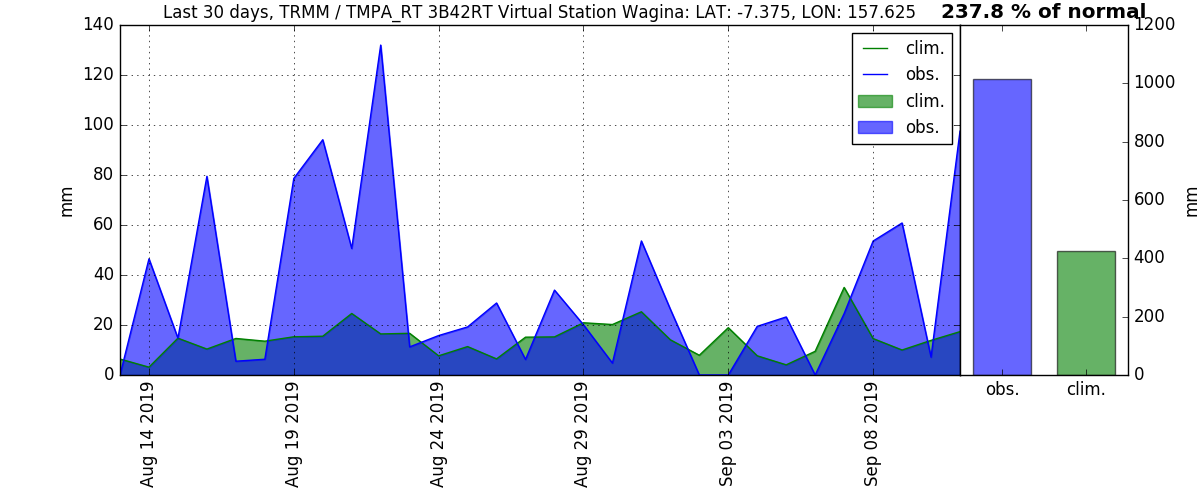 Last 30 days, TRMM / TMPA_RT 3B42RT Virtual Station Wagina: LAT: -7.375, LON: 157.625
237.8 % of normal
140
120
100
80
60
40
20
0
mm
clim.
obs.
clim.
obs.
Aug 14 2019
Aug 19 2019
Aug 24 2019
Aug 29 2019
Sep 03 2019
Sep 08 2019
1200
1000
800
600
400
200
0
mm
obs.
clim.